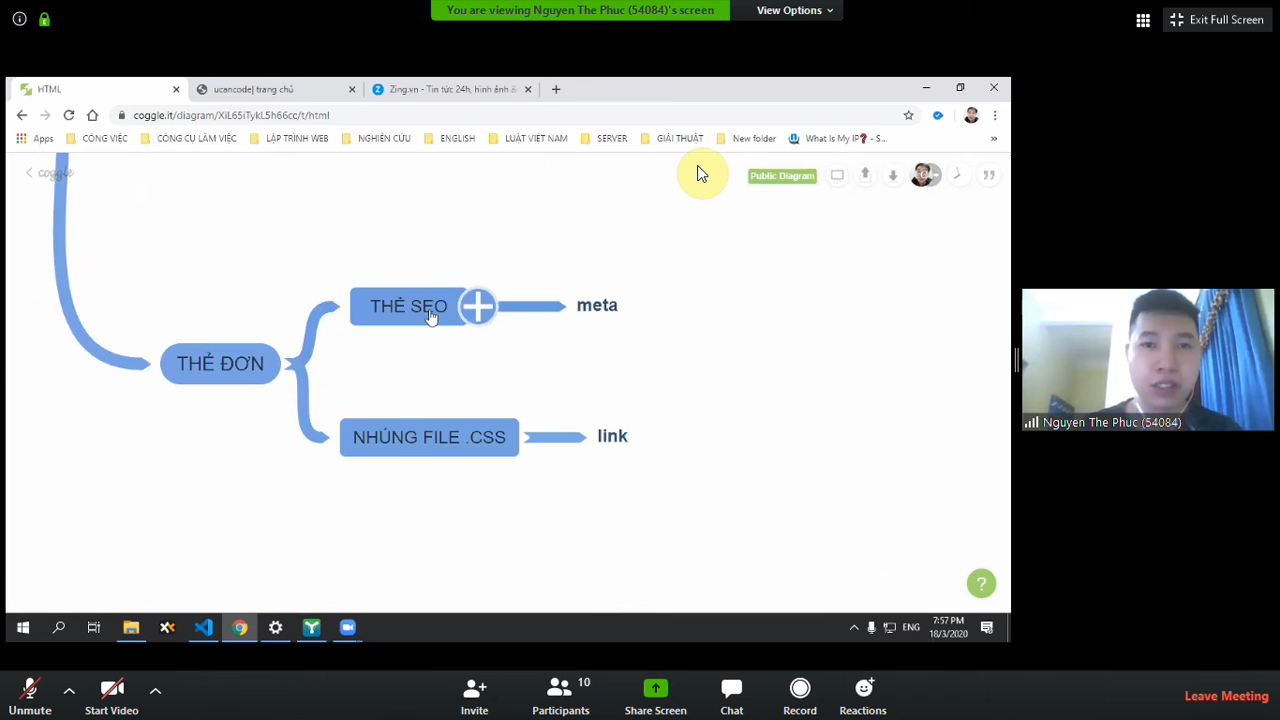 You are viewing Nguyen The Phuc (54084)'s screen
View Options
Exit Full Screen
HTML
ucancode| trang chủ
Zing.vn - Tin tức 24h, hình ảnh ấ
coggle.it/diagram/XiL65iTykL5h66cc/t/html
Apps
CÔNG VIỆC
CÔNG CỤ LÀM VIỆC
LẬP TRÌNH WEB
NGHIÊN CỨU
ENGLISH
LUẬT VIỆT NAM
SERVER
GIẢI THUẬT
New folder
What Is My IP? - S...
coggle
Public Diagram
THẺ SEO
meta
THẺ ĐƠN
NHÚNG FILE .CSS
link
Nguyen The Phuc (54084)
ENG
7:57 PM
18/3/2020
Unmute
Start Video
Invite
Participants
10
Share Screen
Chat
Record
Reactions
Leave Meeting